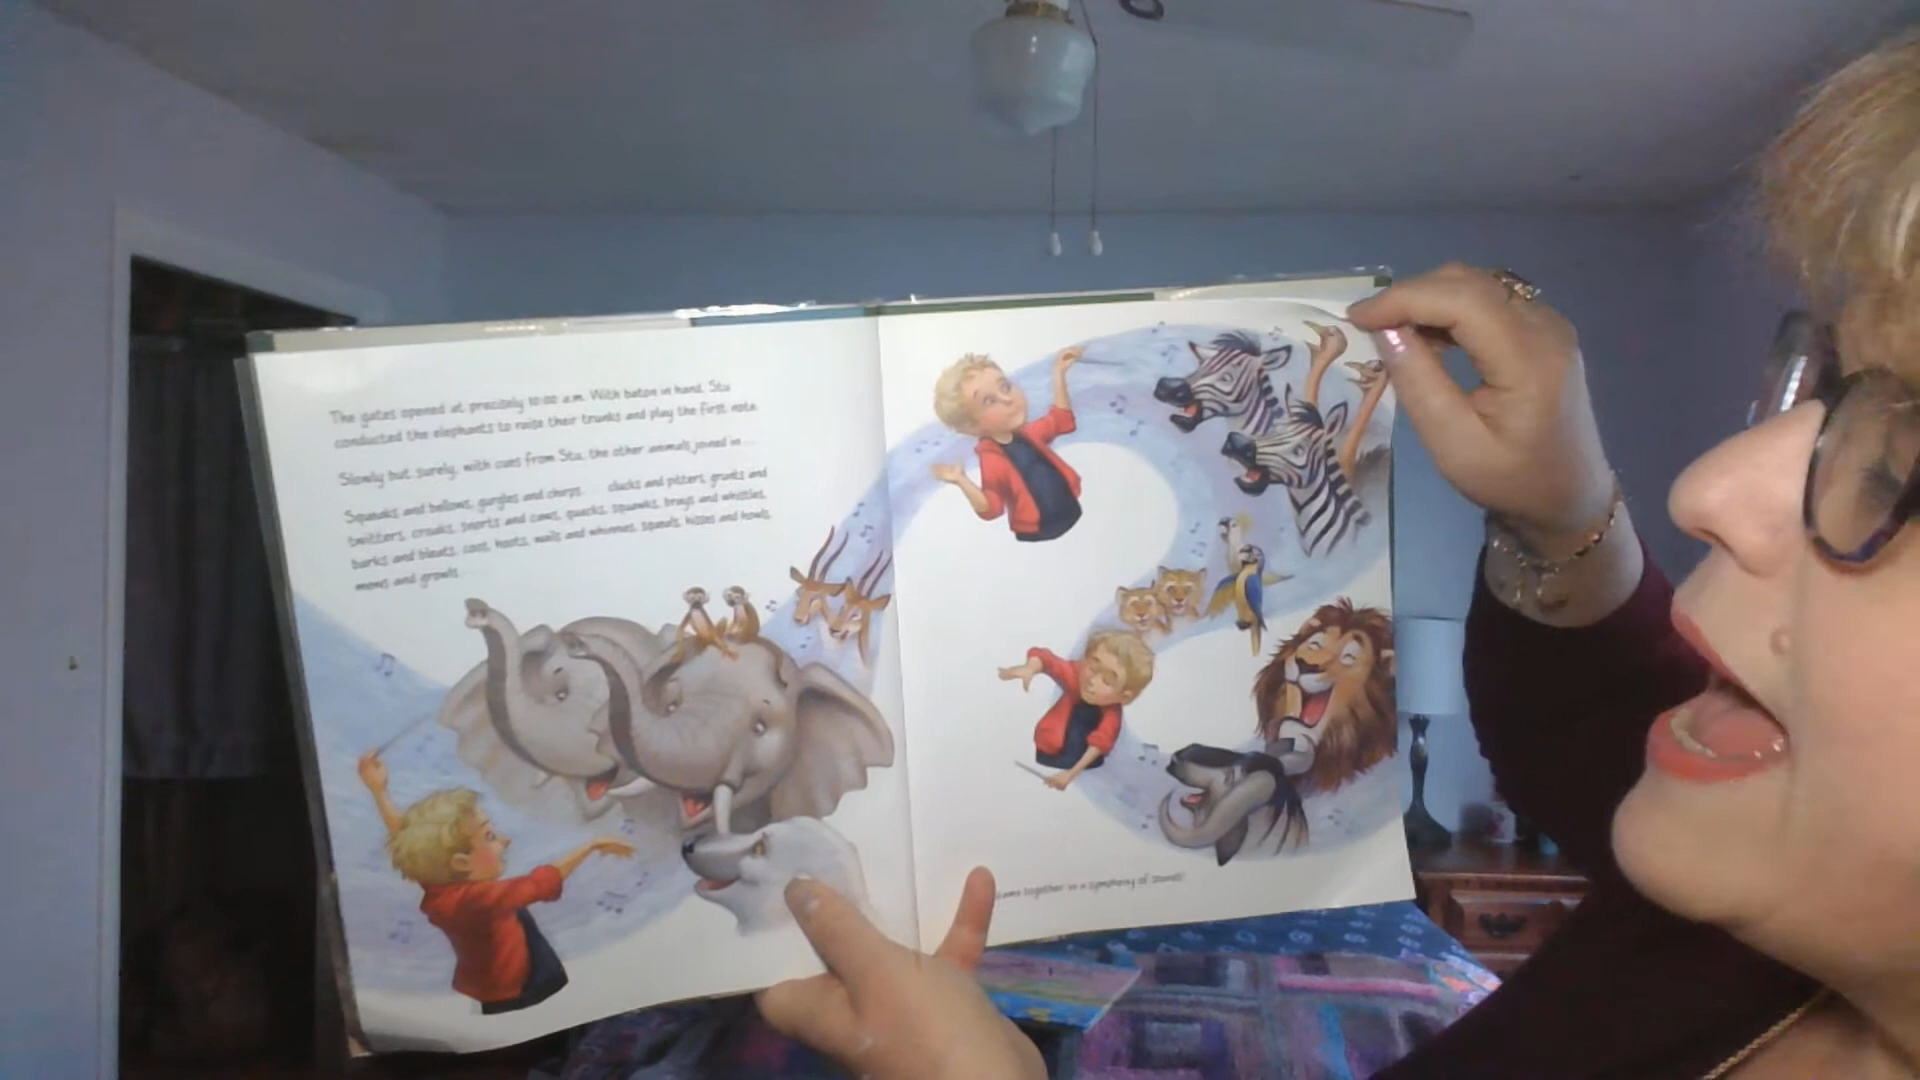 The gates opened at precisely 10:00 a.m. With baton in hand, Stu
conducted the elephants to raise their trunks and play the first note.
Slowly but surely, with cues from Stu, the other animals joined in ...
Squeaks and bellows, gurgles and chirps ... clucks and pitters, grunts and
twitters, croaks, snorts and caws, quacks, squawks, brays and whistles,
barks and bleats, coos, hoots, wails and whinnies, squeals, hisses and howls,
meows and growls ...
came together in a symphony of sounds!